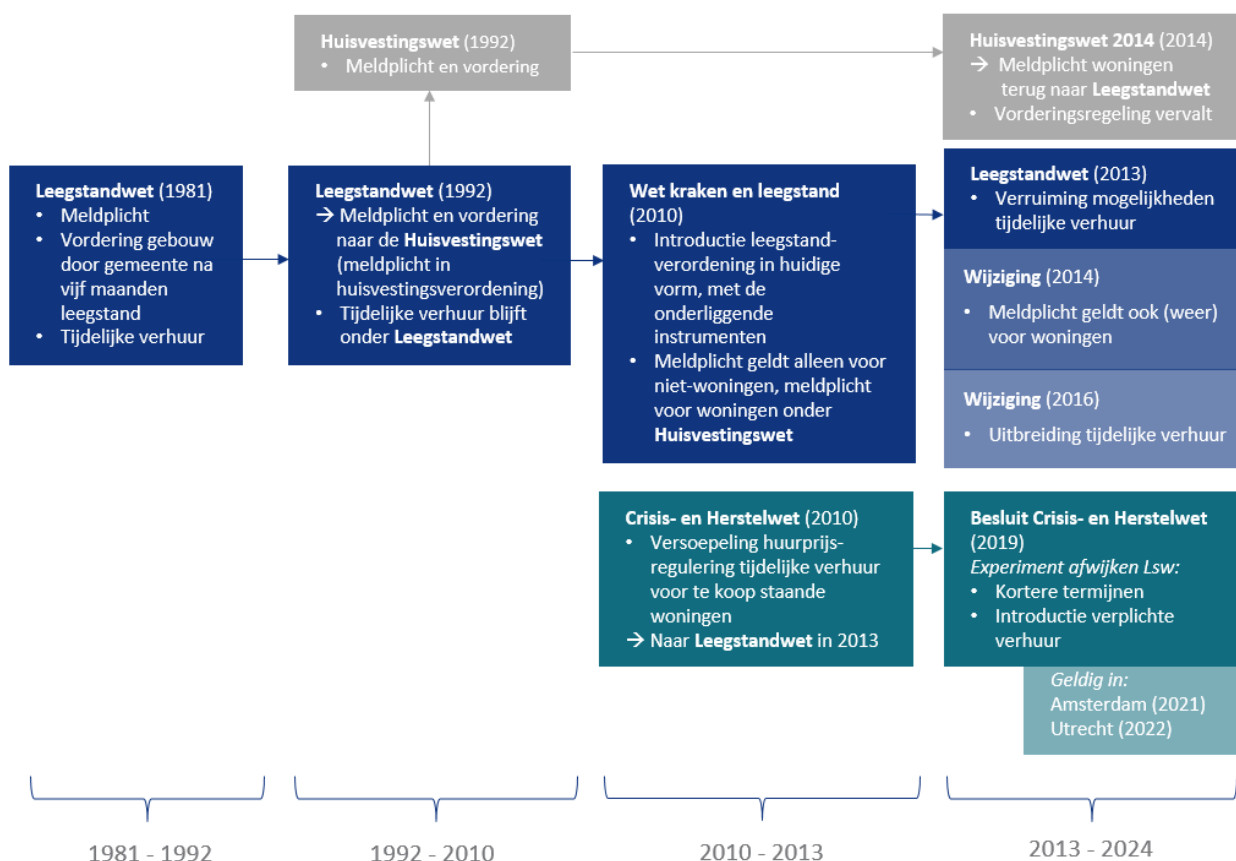 Huisvestingswet (1992)
• Meldplicht en vordering
Huisvestingswet 2014 (2014)
→ Meldplicht woningen
terug naar Leegstandwet
• Vorderingsregeling vervalt
Leegstandwet (1981)
• Meldplicht
• Vordering gebouw
door gemeente na
vijf maanden
leegstand
• Tijdelijke verhuur
Leegstandwet (1992)
→ Meldplicht en vordering
naar de Huisvestingswet
(meldplicht in
huisvestingsverordening)
• Tijdelijke verhuur blijft
onder Leegstandwet
Wet kraken en leegstand
(2010)
• Introductie leegstand-
verordening in huidige
vorm, met de
onderliggende
instrumenten
• Meldplicht geldt alleen voor
niet-woningen, meldplicht
voor woningen onder
Huisvestingswet
Leegstandwet (2013)
• Verruiming mogelijkheden
tijdelijke verhuur
Wijziging (2014)
• Meldplicht geldt ook (weer)
voor woningen
Wijziging (2016)
• Uitbreiding tijdelijke verhuur
Crisis- en Herstelwet (2010)
• Versoepeling huurprijs-
regulering tijdelijke verhuur
voor te koop staande
woningen
→ Naar Leegstandwet in 2013
Besluit Crisis- en Herstelwet
(2019)
Experiment afwijken Lsw:
• Kortere termijnen
• Introductie verplichte
verhuur
Geldig in:
Amsterdam (2021)
Utrecht (2022)
1981 - 1992
1992 - 2010
2010 - 2013
2013 - 2024